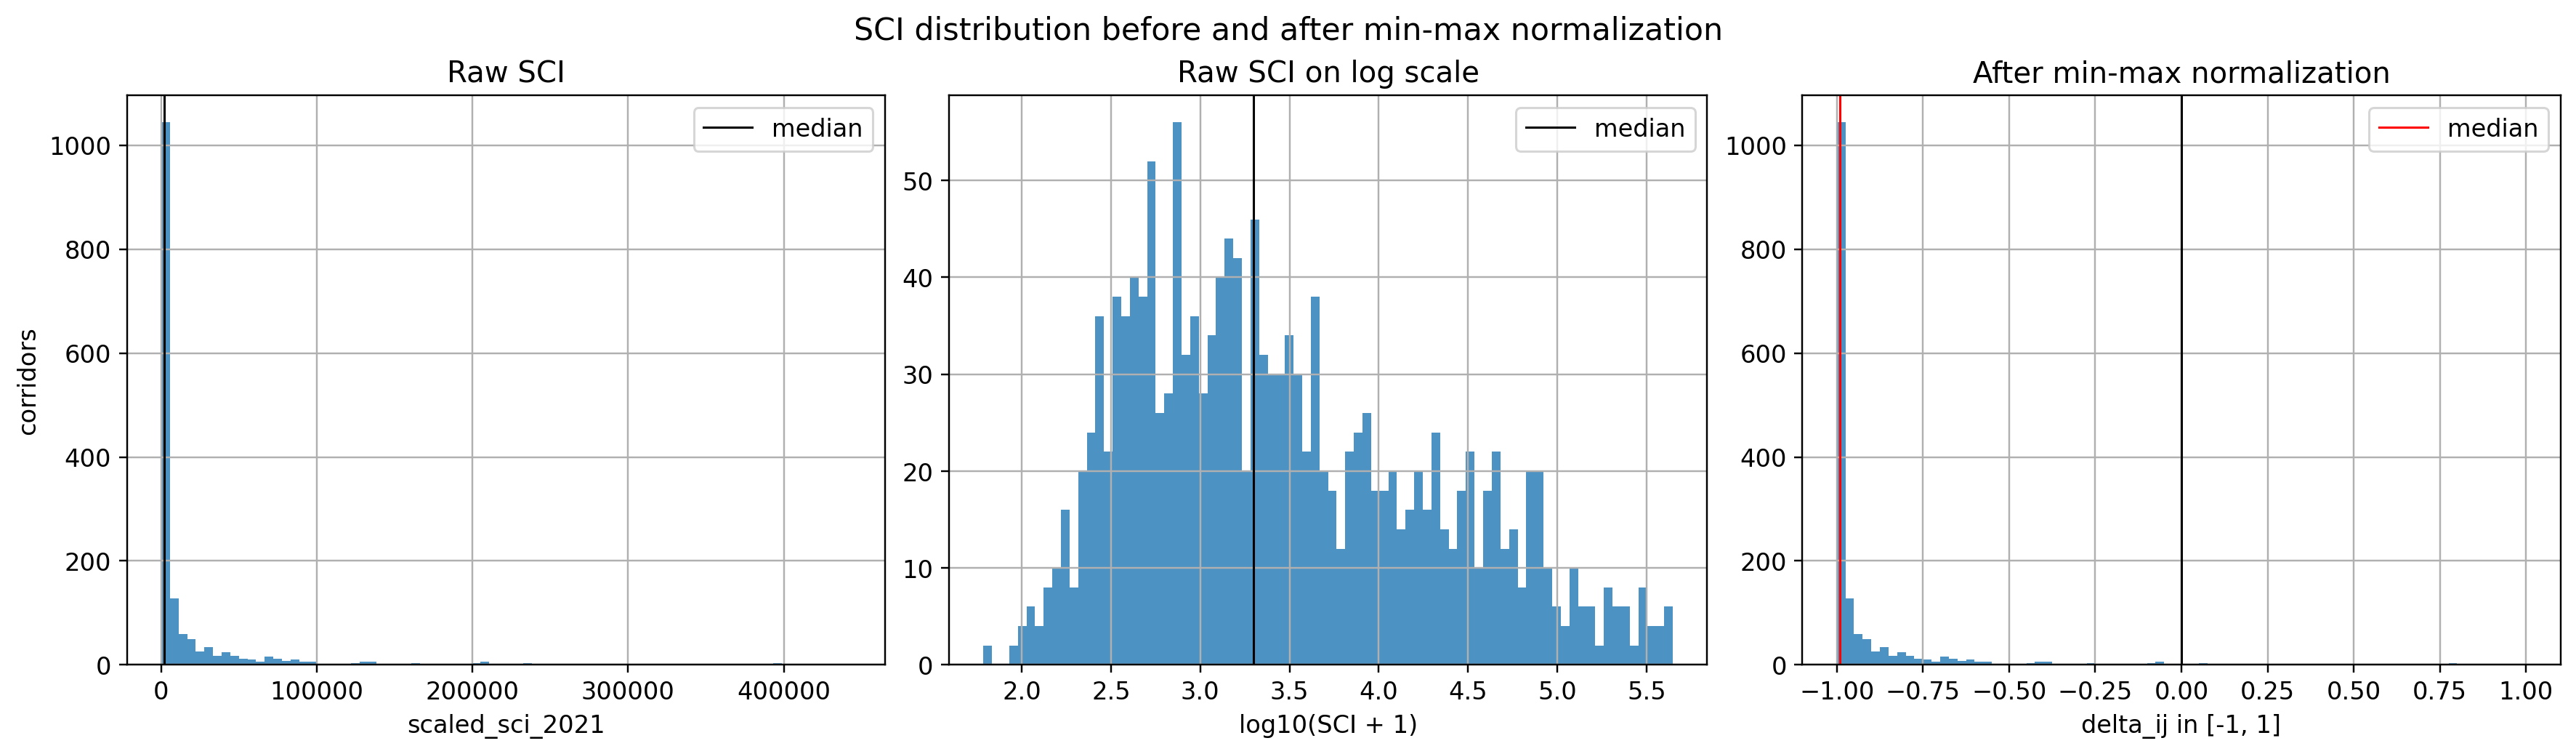 SCI distribution before and after min-max normalization
Raw SCI
median
corridors
1000
800
600
400
200
0
0 100000 200000 300000 400000
scaled_sci_2021
Raw SCI on log scale
median
50
40
30
20
10
0
2.0 2.5 3.0 3.5 4.0 4.5 5.0 5.5
log10(SCI + 1)
After min-max normalization
median
1000
800
600
400
200
0
−1.00 −0.75 −0.50 −0.25 0.00 0.25 0.50 0.75 1.00
delta_ij in [-1, 1]